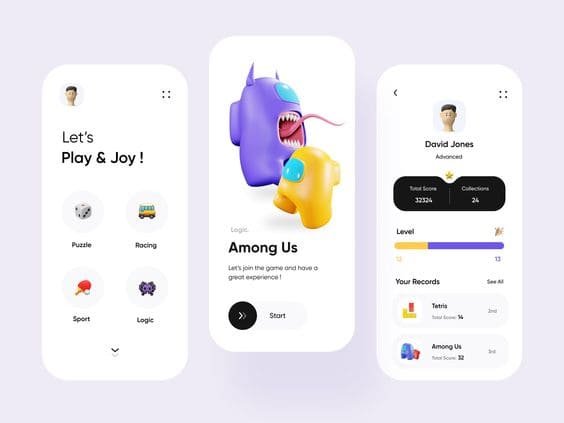 Let's
Play & Joy !
Puzzle
Racing
Sport
Logic
Logic.
Among Us
Let's join the game and have a
great experience !
Start
David Jones
Advanced
Total Score
Collections
32324
24
Level
12
13
Your Records
See All
Tetris
Total Score: 14
2nd
Among Us
Total Score: 32
3rd